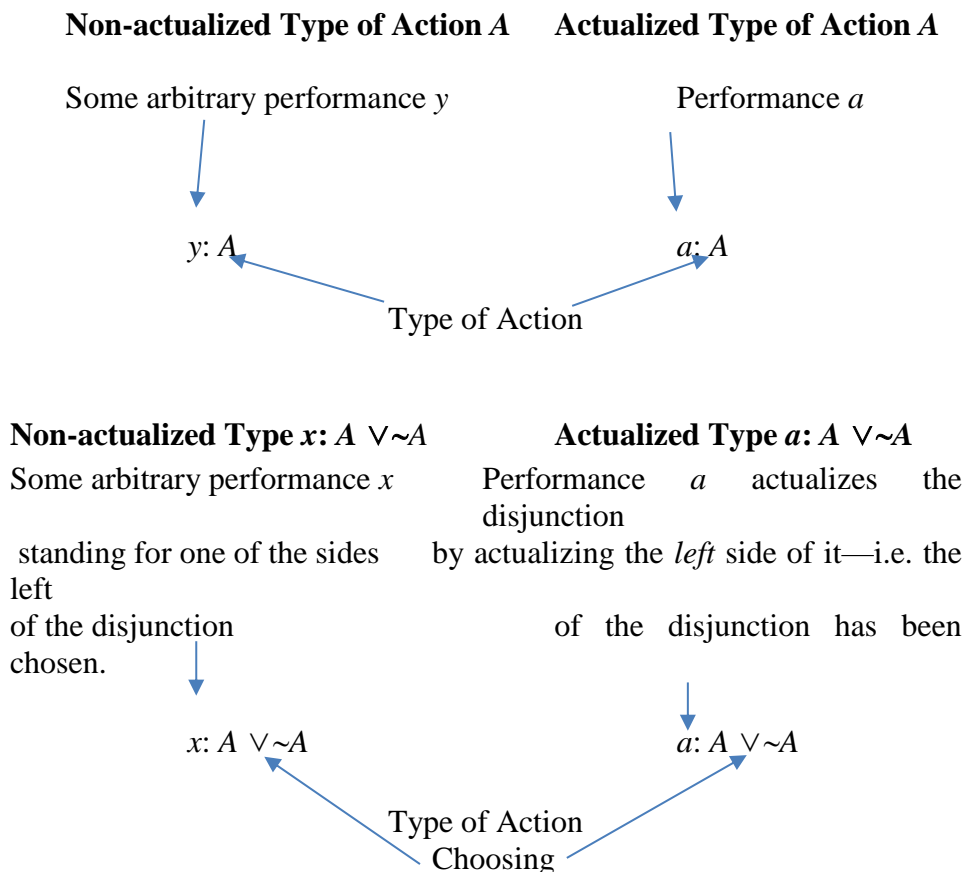 Non-actualized Type of Action A Actualized Type of Action A
Some arbitrary performance y Performance a
y: A a: A
Type of Action
Non-actualized Type x: A ∨~A Actualized Type a: A ∨~A
Some arbitrary performance x Performance a actualizes the
disjunction
standing for one of the sides by actualizing the left side of it—i.e. the
left
of the disjunction of the disjunction has been
chosen.
x: A ∨~A a: A ∨~A
Type of Action
Choosing